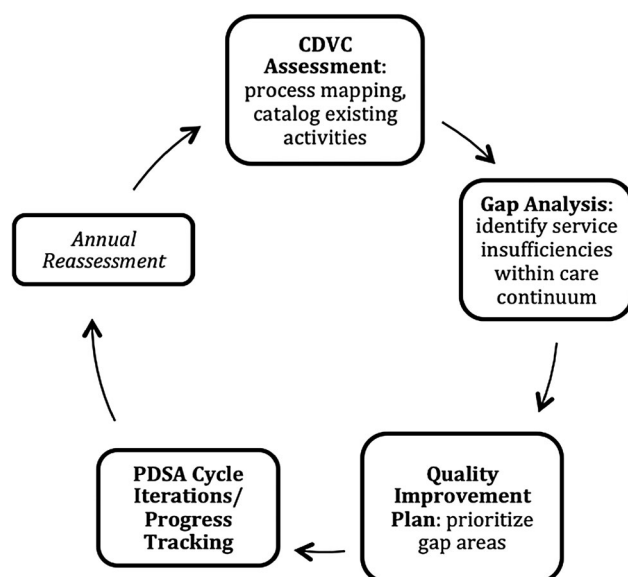 CDVC
Assessment:
process mapping,
catalog existing
activities
Gap Analysis:
identify service
insufficiencies
within care
continuum
Quality
Improvement
Plan: prioritize
gap areas
PDSA Cycle
Iterations/
Progress
Tracking
Annual
Reassessment